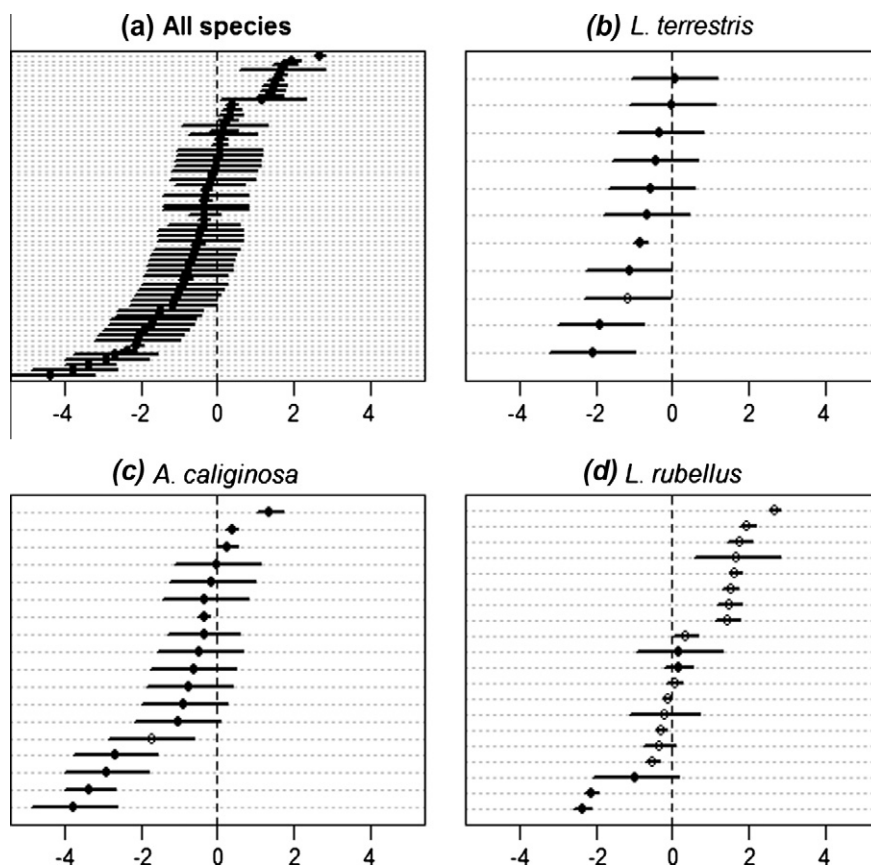 (a) All species
(b) L. terrestris
-4 -2 0 2 4
-4 -2 0 2 4
(c) A. caliginosa
(d) L. rubellus
-4 -2 0 2 4
-4 -2 0 2 4